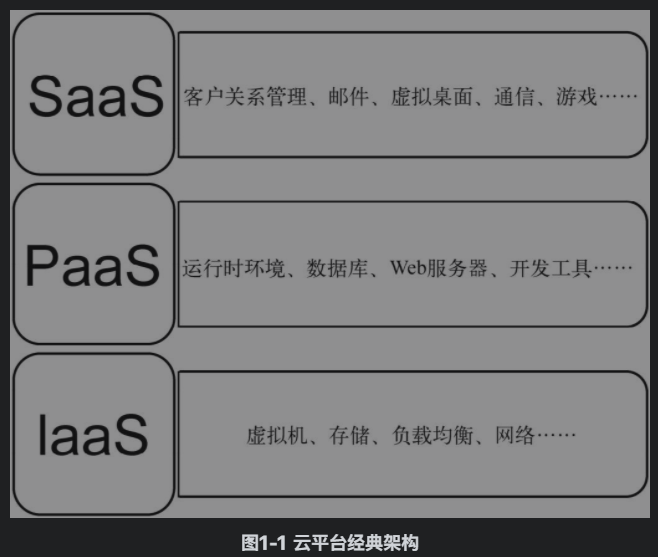 SaaS
客户关系管理、邮件、虚拟桌面、通信、游戏……
PaaS
运行时环境、数据库、Web服务器、开发工具……
IaaS
虚拟机、存储、负载均衡、网络……
图1-1 云平台经典架构